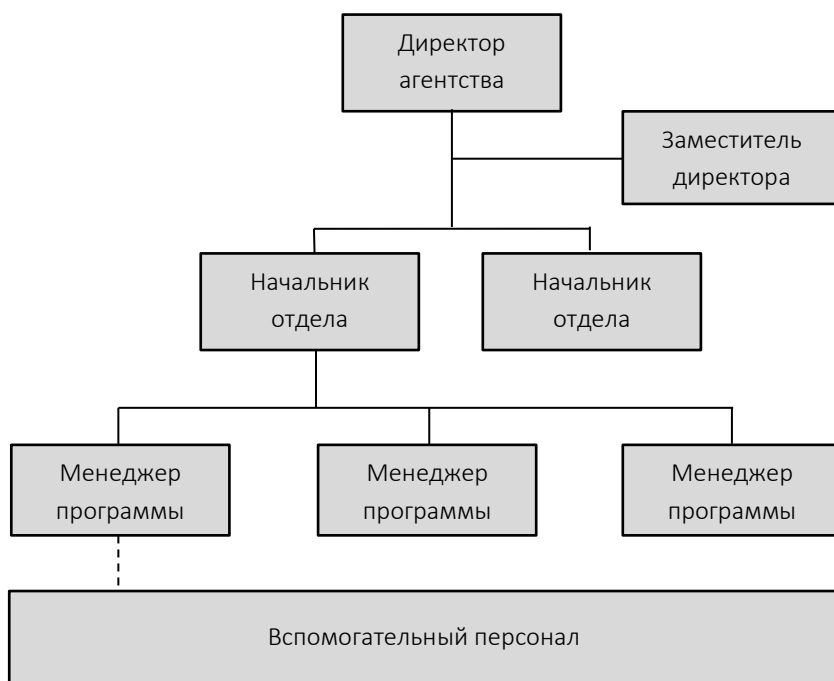 Директор
агентства
Заместитель
директора
Начальник
отдела
Начальник
отдела
Менеджер
программы
Менеджер
программы
Менеджер
программы
Вспомогательный персонал